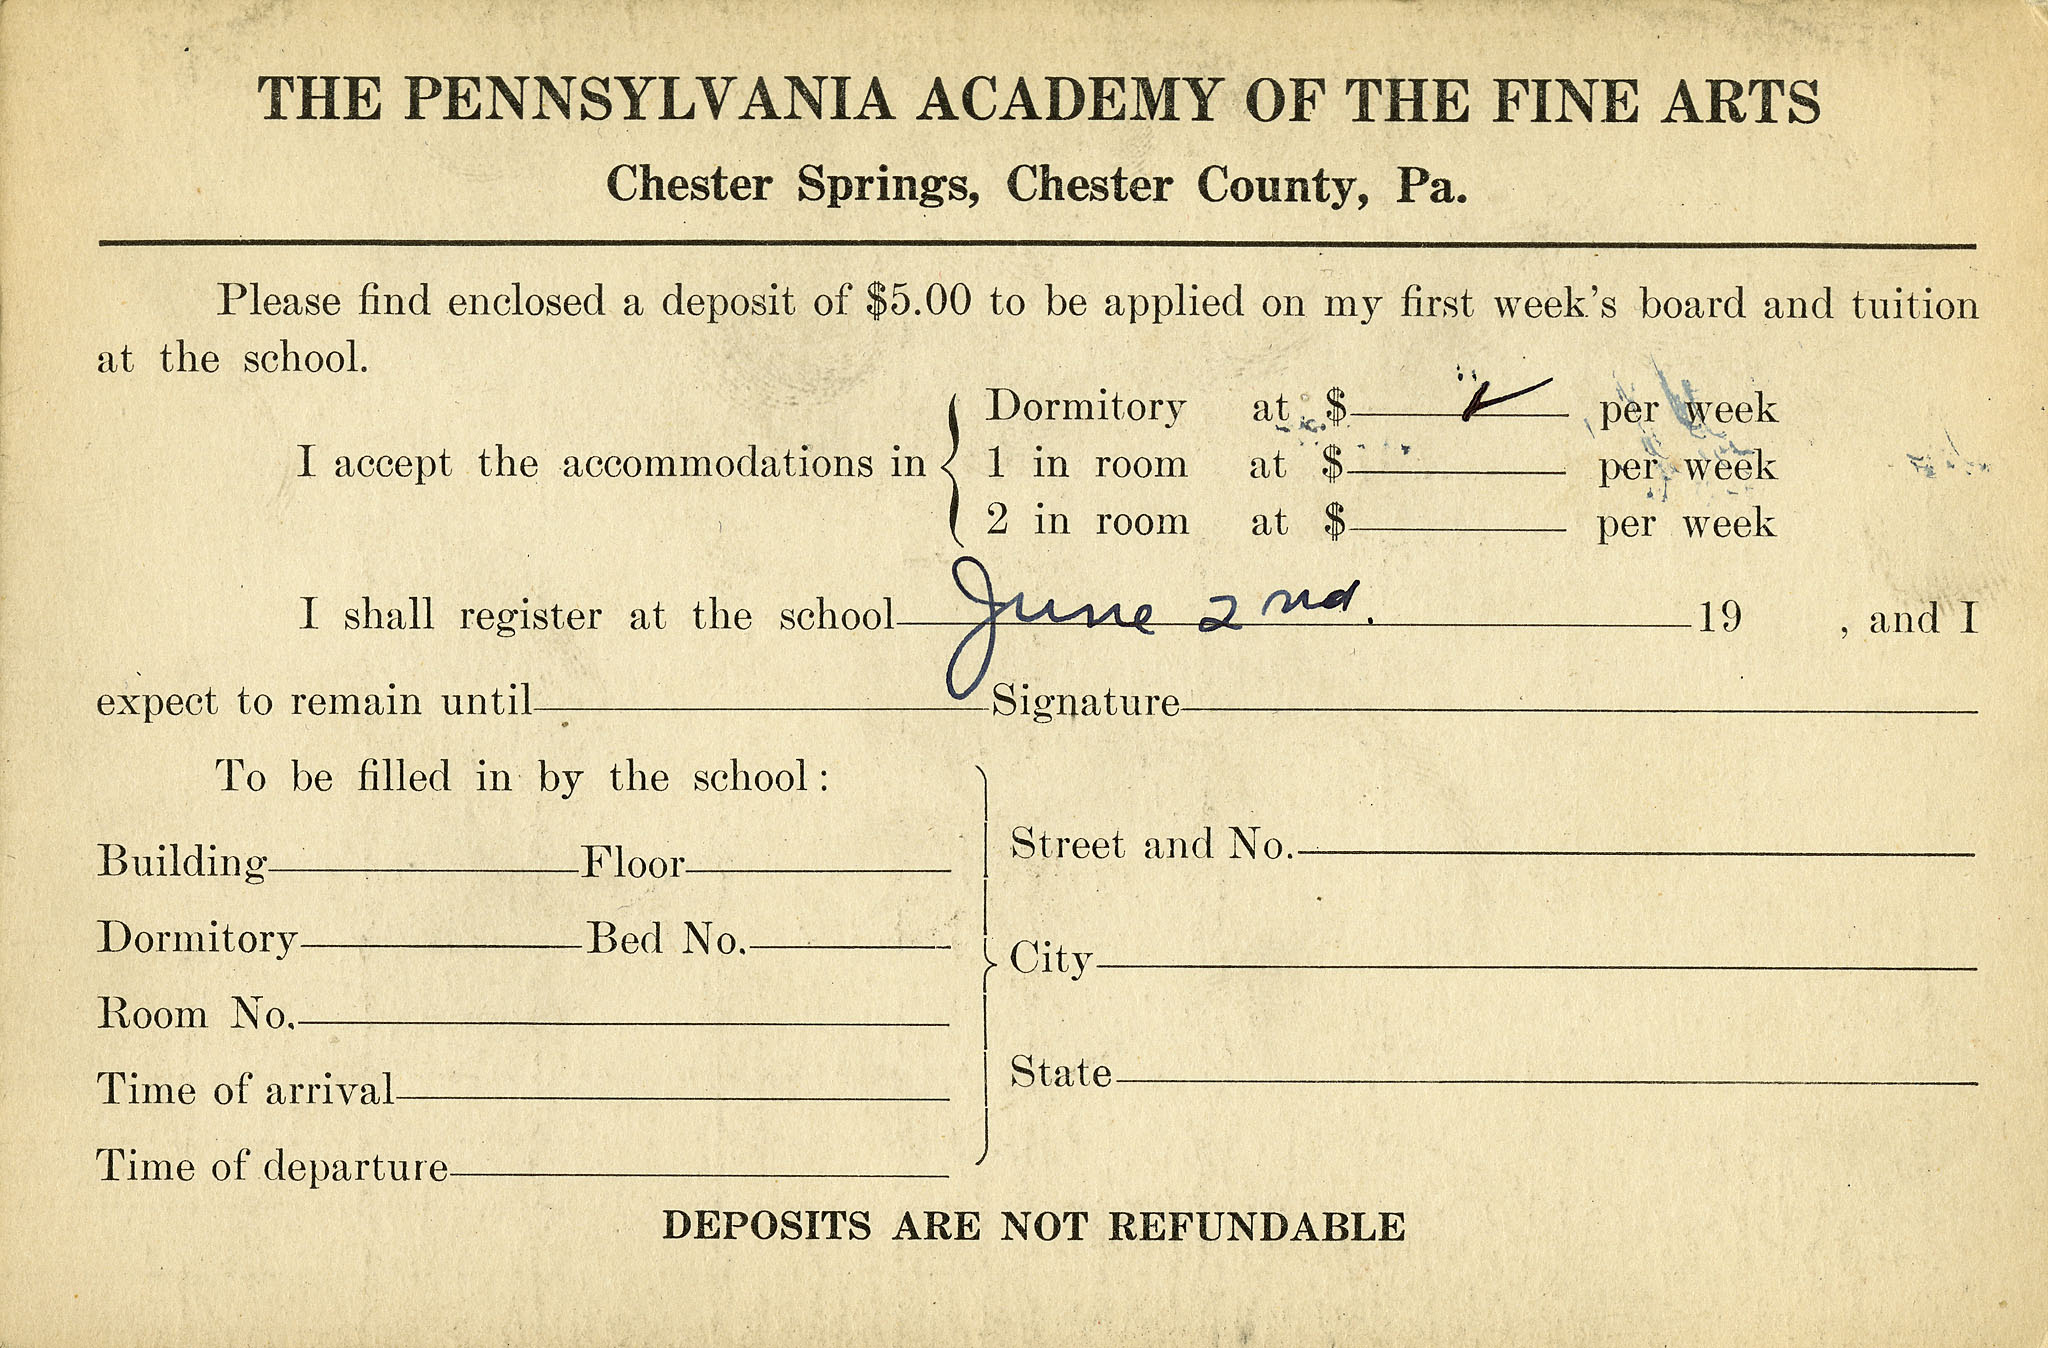 THE PENNSYLVANIA ACADEMY OF THE FINE ARTS
Chester Springs, Chester County, Pa.
Please find enclosed a deposit of $5.00 to be applied on my first week's board and tuition
at the school.
Dormitory at $ ✓ per week
I accept the accommodations in { 1 in room at $ per week
2 in room at $ per week
I shall register at the school June 2nd. 19 , and I
expect to remain until Signature
To be filled in by the school:
Building Floor
Dormitory Bed No.
Room No.
Time of arrival
Time of departure
Street and No.
City
State
DEPOSITS ARE NOT REFUNDABLE